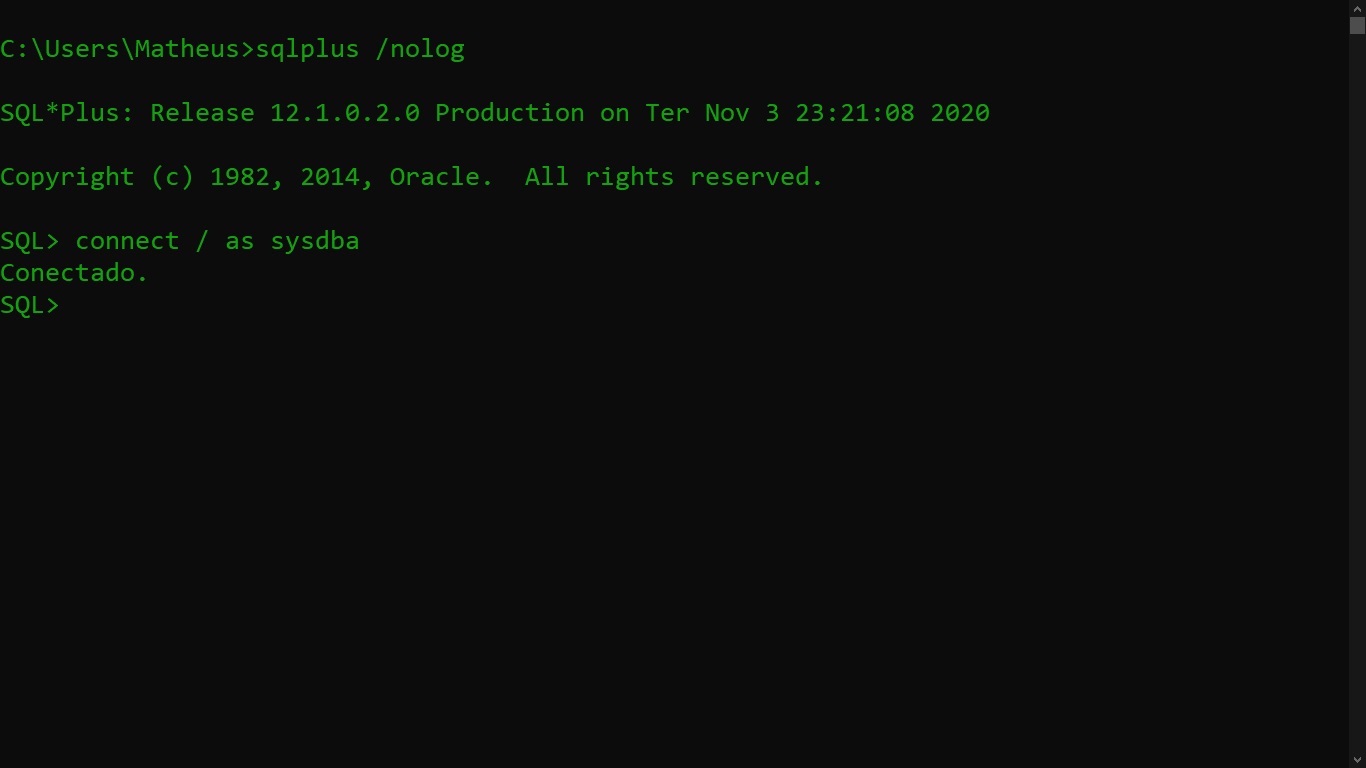 C:\Users\Matheus>sqlplus /nolog
SQL*Plus: Release 12.1.0.2.0 Production on Ter Nov 3 23:21:08 2020
Copyright (c) 1982, 2014, Oracle.  All rights reserved.
SQL> connect / as sysdba
Conectado.
SQL>